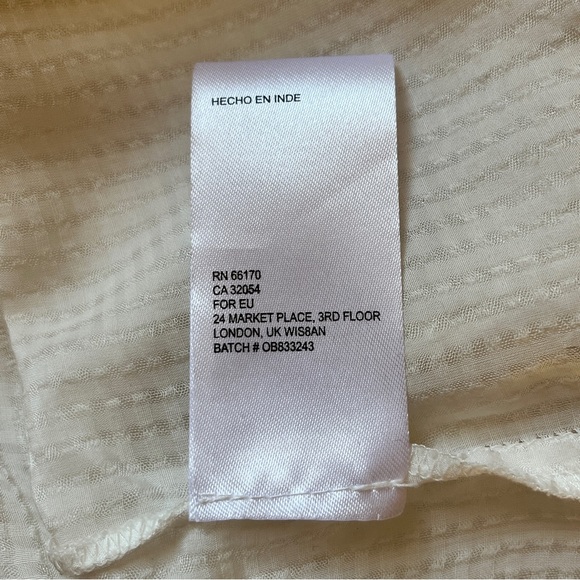 HECHO EN INDE
RN 66170
CA 32054
FOR EU
24 MARKET PLACE, 3RD FLOOR
LONDON, UK WIS8AN
BATCH # OB833243